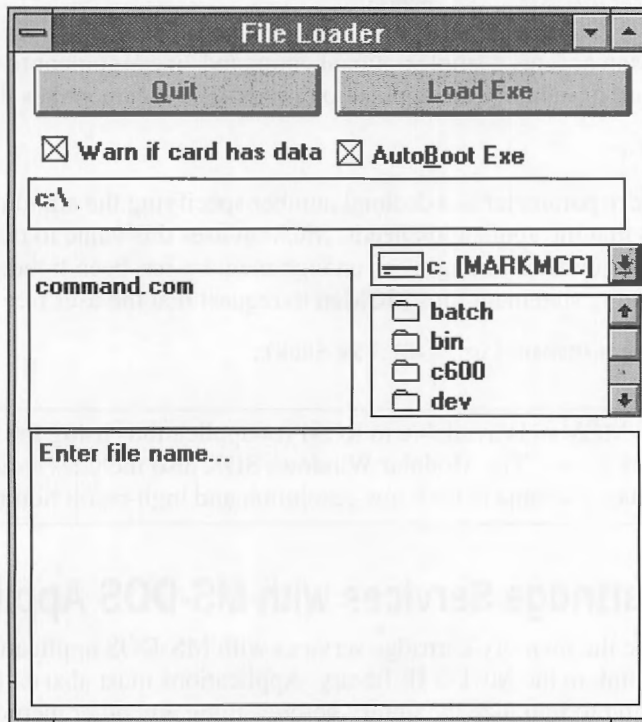 File Loader
Quit
Load Exe
Warn if card has data
AutoBoot Exe
c:\
c: [MARKMCC]
command.com
batch
bin
c600
dev
Enter file name...